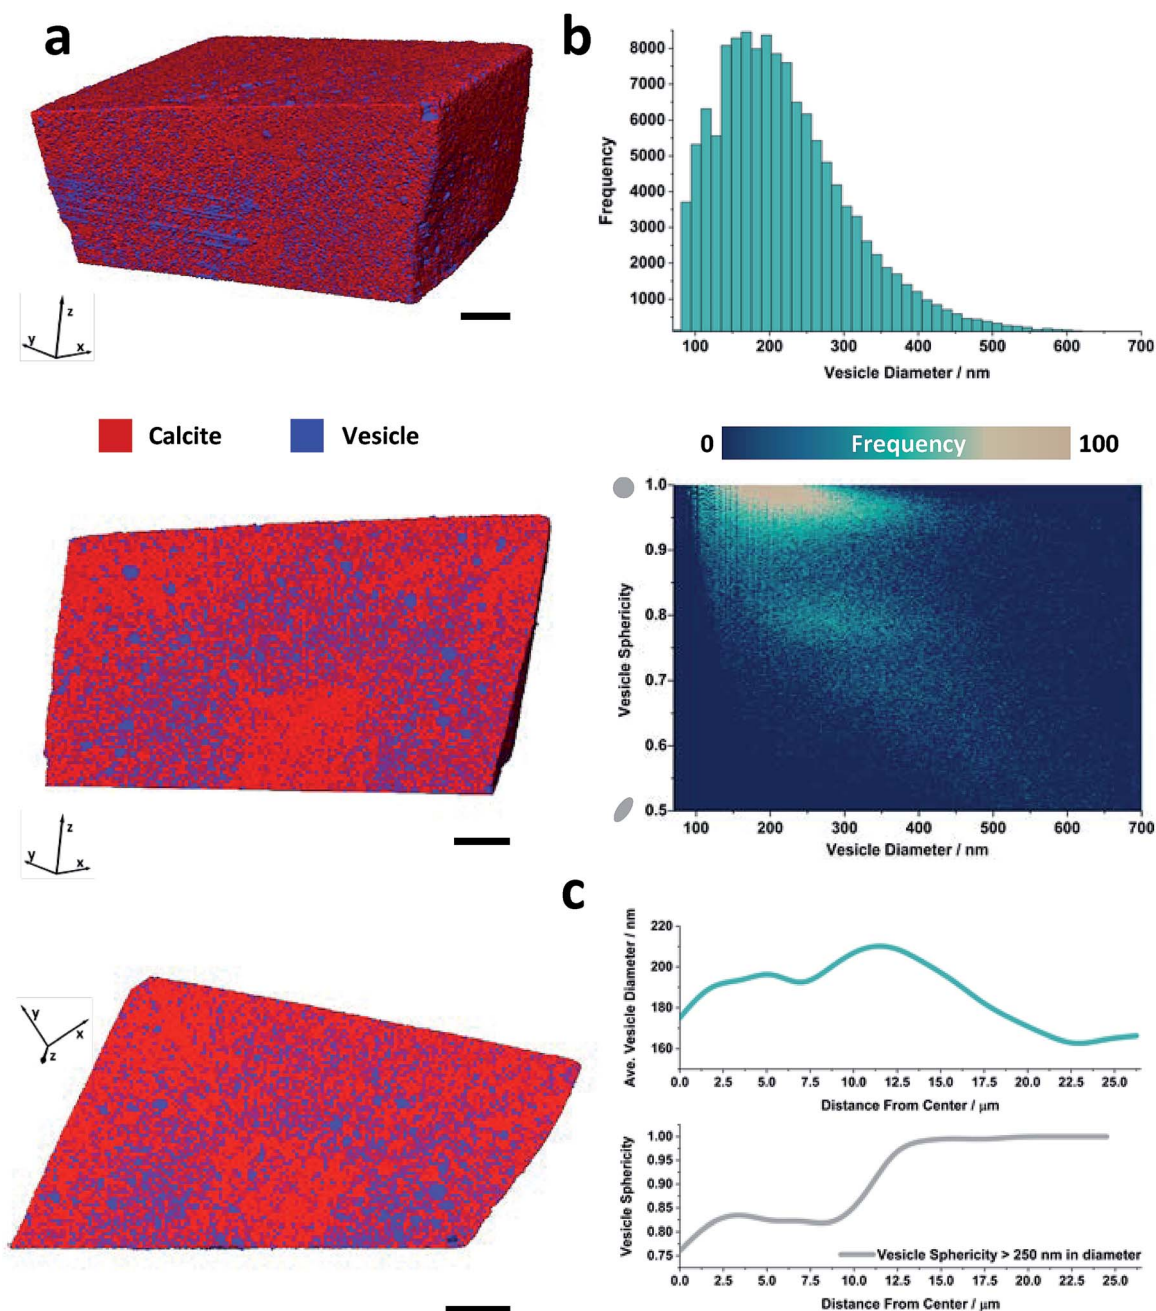 a
z
y
x
Calcite
Vesicle
z
y
x
y
x
z
b
8000
7000
6000
5000
4000
3000
2000
1000
Frequency
100 200 300 400 500 600 700
Vesicle Diameter / nm
0 Frequency 100
1.0
0.9
0.8
0.7
0.6
0.5
Vesicle Sphericity
100 200 300 400 500 600 700
Vesicle Diameter / nm
c
220
200
180
160
Ave. Vesicle Diameter / nm
0.0 2.5 5.0 7.5 10.0 12.5 15.0 17.5 20.0 22.5 25.0
Distance From Center / μm
1.00
0.95
0.90
0.85
0.80
0.75
Vesicle Sphericity
Vesicle Sphericity > 250 nm in diameter
0.0 2.5 5.0 7.5 10.0 12.5 15.0 17.5 20.0 22.5 25.0
Distance From Center / μm